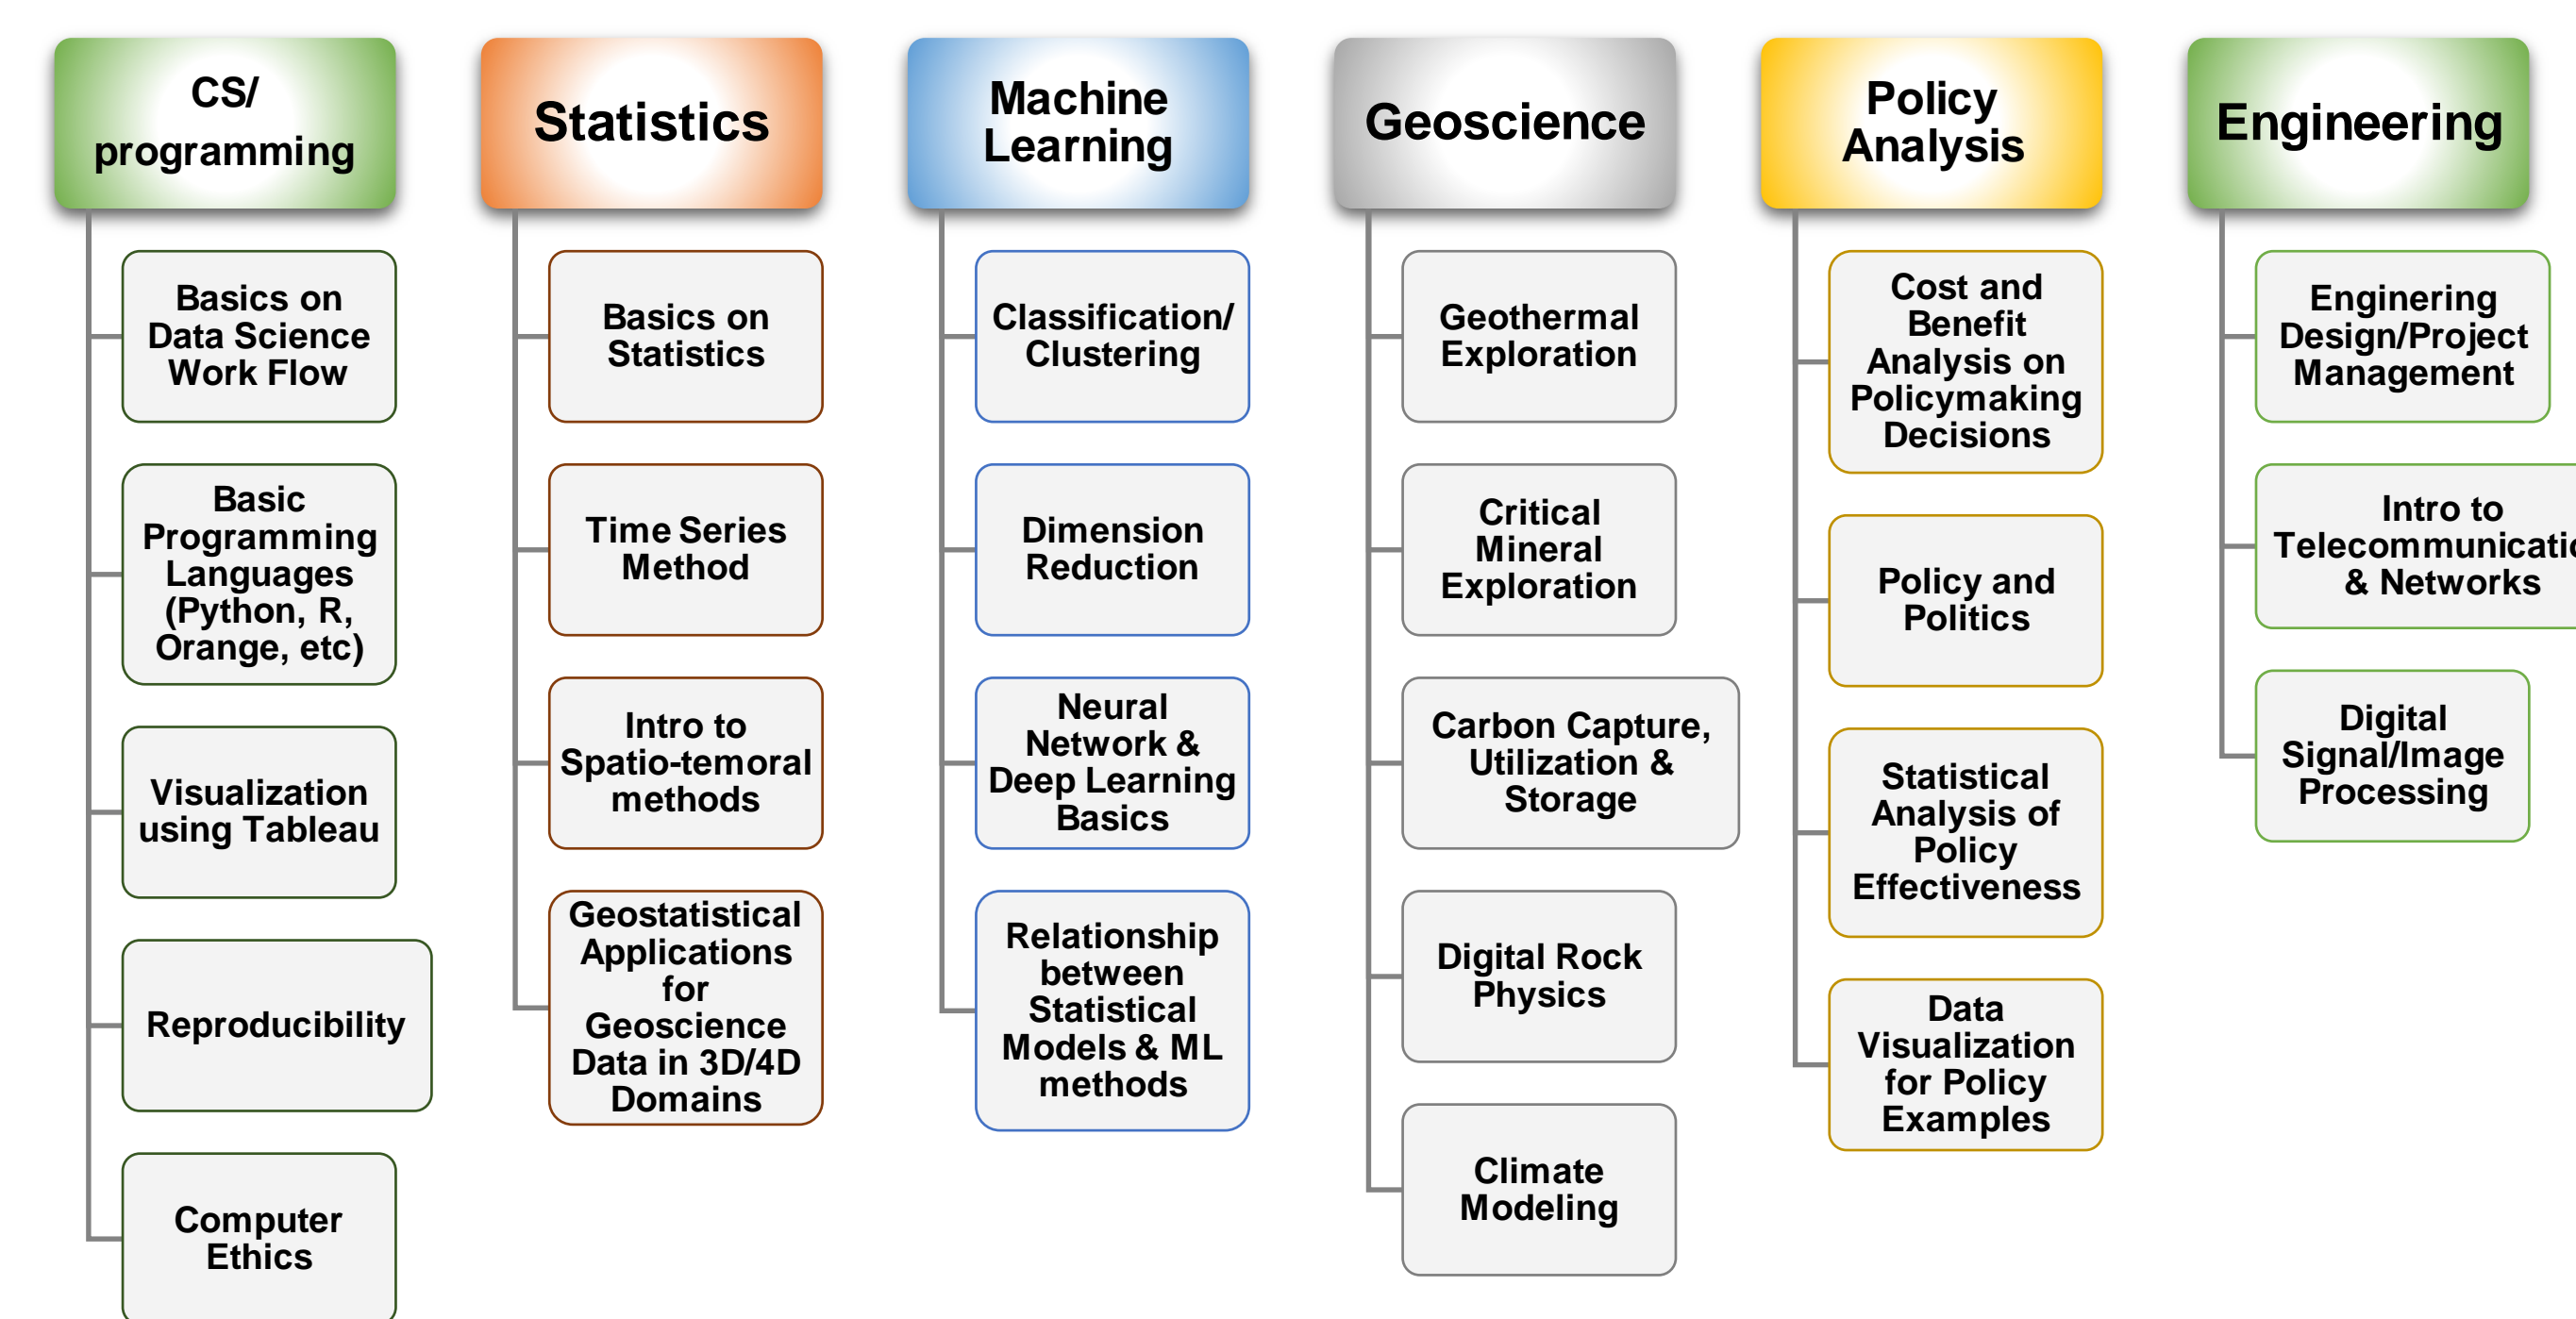 CS/
programming
Basics on
Data Science
Work Flow
Basic
Programming
Languages
(Python, R,
Orange, etc)
Visualization
using Tableau
Reproducibility
Computer
Ethics
Statistics
Basics on
Statistics
Time Series
Method
Intro to
Spatio-temoral
methods
Geostatistical
Applications
for
Geoscience
Data in 3D/4D
Domains
Machine
Learning
Classification/
Clustering
Dimension
Reduction
Neural
Network &
Deep Learning
Basics
Relationship
between
Statistical
Models & ML
methods
Geoscience
Geothermal
Exploration
Critical
Mineral
Exploration
Carbon Capture,
Utilization &
Storage
Digital Rock
Physics
Climate
Modeling
Policy
Analysis
Cost and
Benefit
Analysis on
Policymaking
Decisions
Policy and
Politics
Statistical
Analysis of
Policy
Effectiveness
Data
Visualization
for Policy
Examples
Engineering
Enginering
Design/Project
Management
Intro to
& Networks
Digital
Signal/Image
Processing